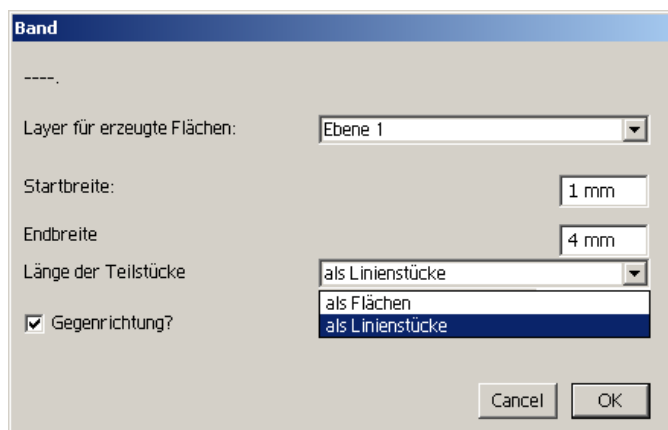 Band
----.
Layer für erzeugte Flächen: Ebene 1
Startbreite: 1 mm
Endbreite 4 mm
Länge der Teilstücke als Linienstücke
als Flächen
als Linienstücke
Gegenrichtung?
Cancel OK